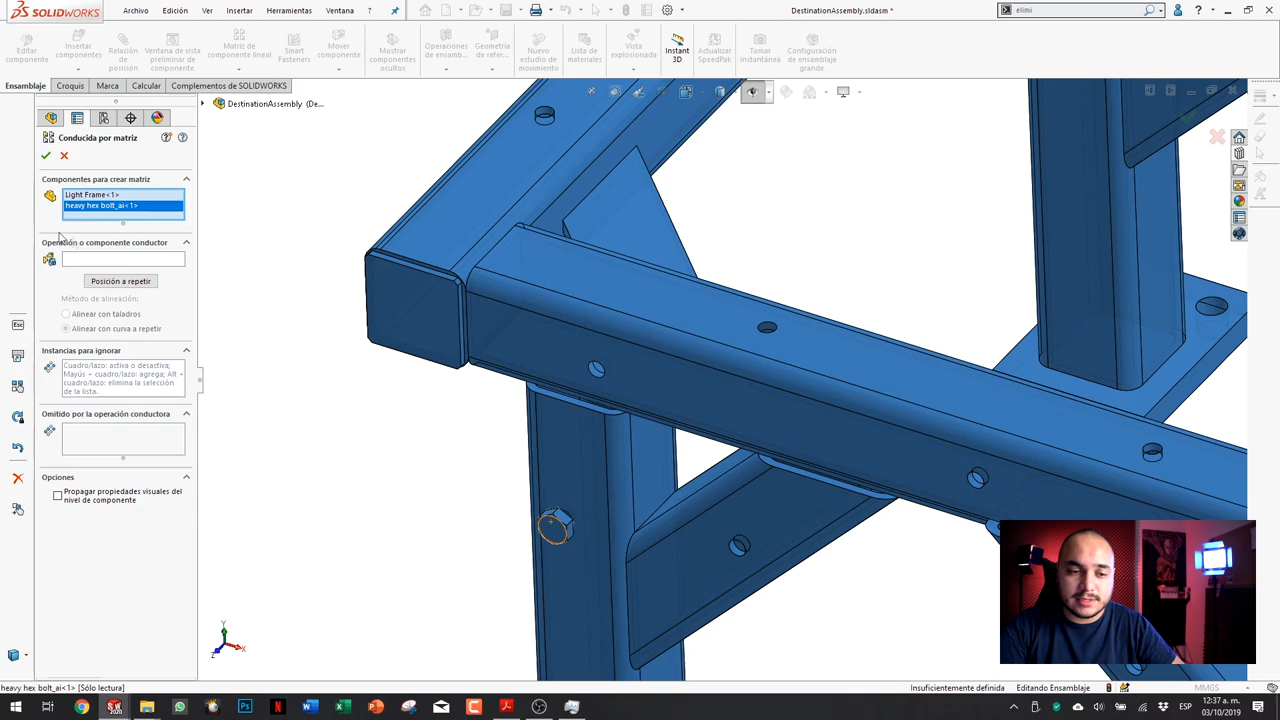 SOLIDWORKS
Archivo
Edición
Ver
Insertar
Herramientas
Ventana
?
DestinationAssembly.sldasm *
elimi
Editar
componente
Insertar
Componentes
Relación
de
posición
Ventana de vista
preliminar de
componente
Matriz de
componente lineal
Smart
Fasteners
Mover
componente
Mostrar
componentes
ocultos
Operaciones
de ensambl...
Geometría
de refer...
Nuevo
estudio de
movimiento
Lista de
materiales
Vista
explosionada
Instant
3D
Actualizar
SpeedPak
Tomar
instantánea
Configuración
de ensamblaje
grande
Ensamblaje
Croquis
Marca
Calcular
Complementos de SOLIDWORKS
DestinationAssembly (De...
Conducida por matriz
Componentes para crear matriz
Light Frame<1>
heavy hex bolt_ai<1>
Operación o componente conductor
Posición a repetir
Método de alineación:
Alinear con taladros
Alinear con curva a repetir
Instancias para ignorar
Cuadro/lazo: activa o desactiva;
Mayús + cuadro/lazo: agrega; Alt +
cuadro/lazo: elimina la selección
de la lista.
Omitido por la operación conductora
Opciones
Propagar propiedades visuales del
nivel de componente
Esc
Y
X
Z
heavy hex bolt_ai<1> [Sólo lectura]
Insuficientemente definida
Editando Ensamblaje
MMGS
ESP
12:37 a. m.
03/10/2019